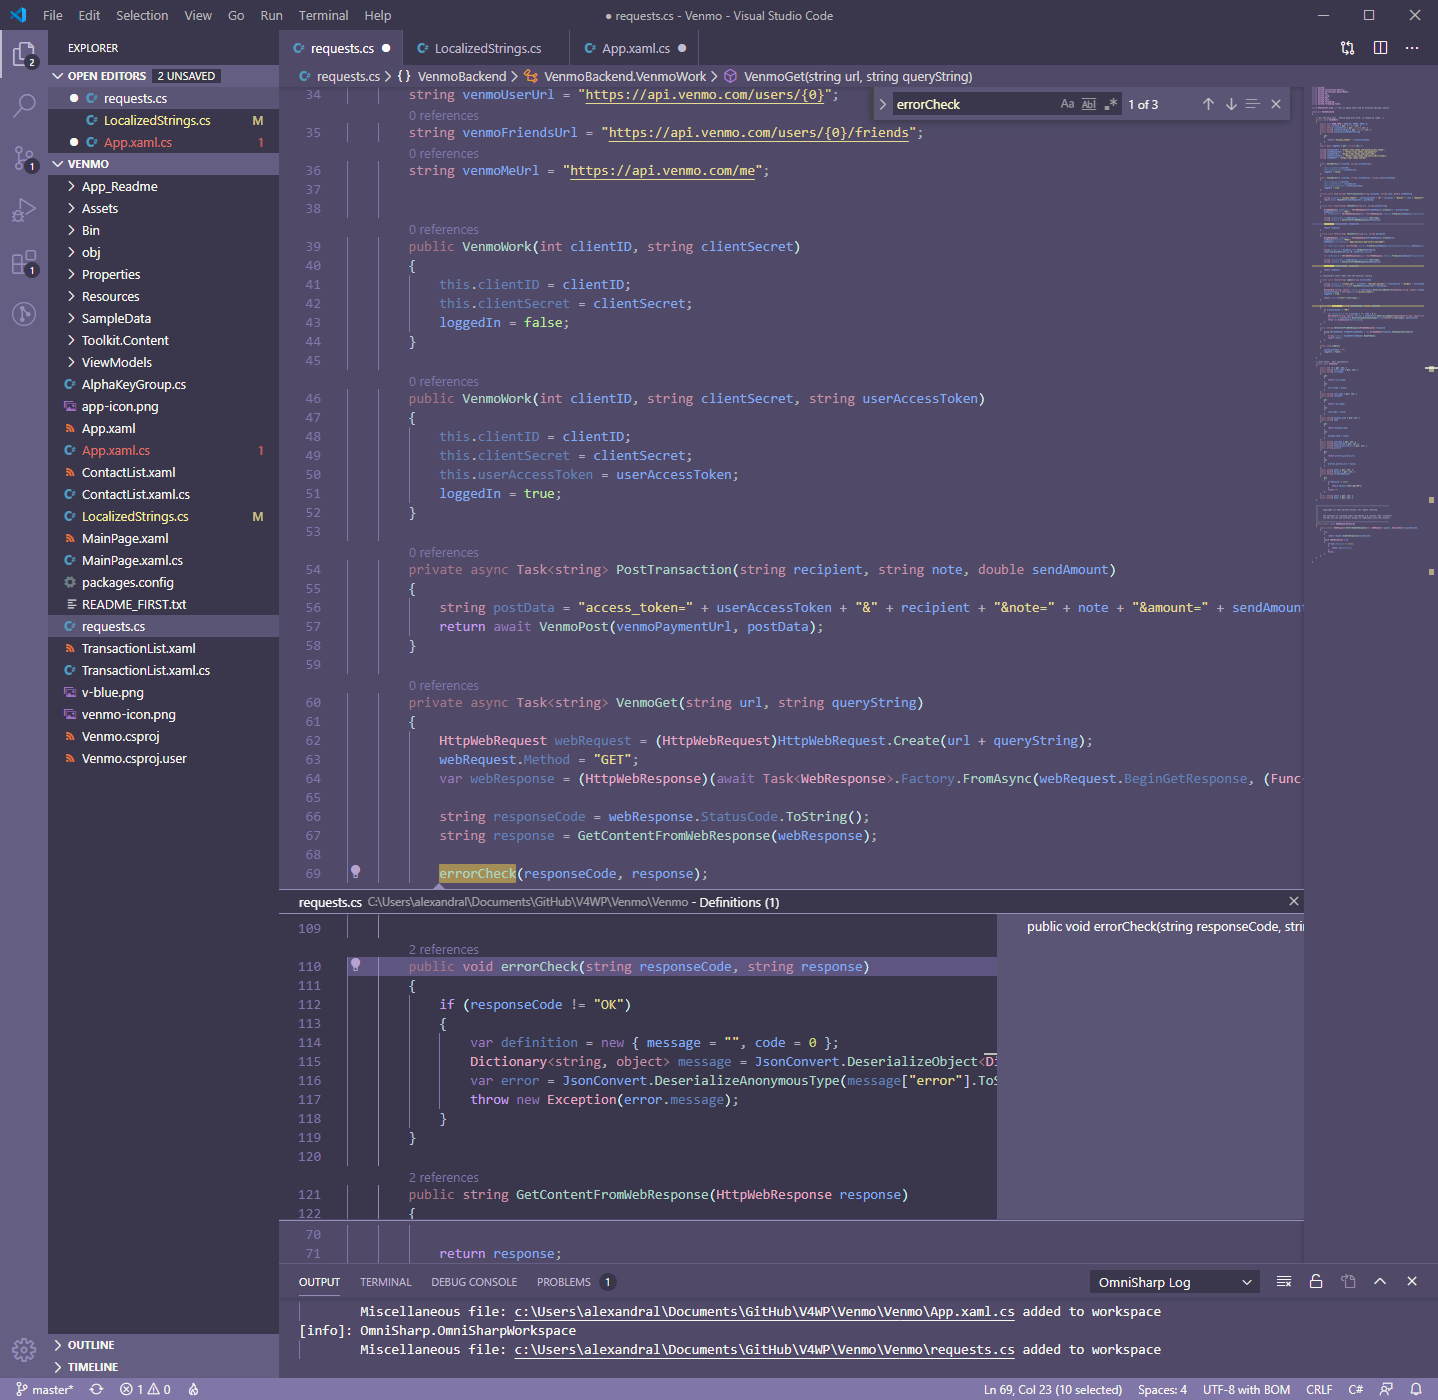 File Edit Selection View Go Run Terminal Help
● requests.cs - Venmo - Visual Studio Code
EXPLORER
OPEN EDITORS 2 UNSAVED
requests.cs
LocalizedStrings.cs M
App.xaml.cs 1
VENMO
App_Readme
Assets
Bin
obj
Properties
Resources
SampleData
Toolkit.Content
ViewModels
AlphaKeyGroup.cs
app-icon.png
App.xaml
App.xaml.cs 1
ContactList.xaml
ContactList.xaml.cs
LocalizedStrings.cs M
MainPage.xaml
MainPage.xaml.cs
packages.config
README_FIRST.txt
requests.cs
TransactionList.xaml
TransactionList.xaml.cs
v-blue.png
venmo-icon.png
Venmo.csproj
Venmo.csproj.user
OUTLINE
TIMELINE
2
1
1
requests.cs ● LocalizedStrings.cs App.xaml.cs ●
requests.cs > {} VenmoBackend > VenmoBackend.VenmoWork > VenmoGet(string url, string queryString)
errorCheck Aa Abl .* 1 of 3
34 string venmoUserUrl = "https://api.venmo.com/users/{0}";
0 references
35 string venmoFriendsUrl = "https://api.venmo.com/users/{0}/friends";
0 references
36 string venmoMeUrl = "https://api.venmo.com/me";
37
38
0 references
39 public VenmoWork(int clientID, string clientSecret)
40 {
41 this.clientID = clientID;
42 this.clientSecret = clientSecret;
43 loggedIn = false;
44 }
45
0 references
46 public VenmoWork(int clientID, string clientSecret, string userAccessToken)
47 {
48 this.clientID = clientID;
49 this.clientSecret = clientSecret;
50 this.userAccessToken = userAccessToken;
51 loggedIn = true;
52 }
53
0 references
54 private async Task<string> PostTransaction(string recipient, string note, double sendAmount)
55 {
56 string postData = "access_token=" + userAccessToken + "&" + recipient + "&note=" + note + "&amount=" + sendAmount
57 return await VenmoPost(venmoPaymentUrl, postData);
58 }
59
0 references
60 private async Task<string> VenmoGet(string url, string queryString)
61 {
62 HttpWebRequest webRequest = (HttpWebRequest)HttpWebRequest.Create(url + queryString);
63 webRequest.Method = "GET";
64 var webResponse = (HttpWebResponse)(await Task<WebResponse>.Factory.FromAsync(webRequest.BeginGetResponse, (Func<
65
66 string responseCode = webResponse.StatusCode.ToString();
67 string response = GetContentFromWebResponse(webResponse);
68
69 errorCheck(responseCode, response);
requests.cs C:\Users\alexandral\Documents\GitHub\V4WP\Venmo\Venmo - Definitions (1)
public void errorCheck(string responseCode, stri
109
2 references
110 public void errorCheck(string responseCode, string response)
111 {
112 if (responseCode != "OK")
113 {
114 var definition = new { message = "", code = 0 };
115 Dictionary<string, object> message = JsonConvert.DeserializeObject<Di
116 var error = JsonConvert.DeserializeAnonymousType(message["error"].ToS
117 throw new Exception(error.message);
118 }
119 }
120
2 references
121 public string GetContentFromWebResponse(HttpWebResponse response)
122 {
70
71 return response;
OUTPUT TERMINAL DEBUG CONSOLE PROBLEMS 1 OmniSharp Log
Miscellaneous file: c:\Users\alexandral\Documents\GitHub\V4WP\Venmo\Venmo\App.xaml.cs added to workspace
[info]: OmniSharp.OmniSharpWorkspace
Miscellaneous file: c:\Users\alexandral\Documents\GitHub\V4WP\Venmo\Venmo\requests.cs added to workspace
master* 1 0 Ln 69, Col 23 (10 selected) Spaces: 4 UTF-8 with BOM CRLF C#